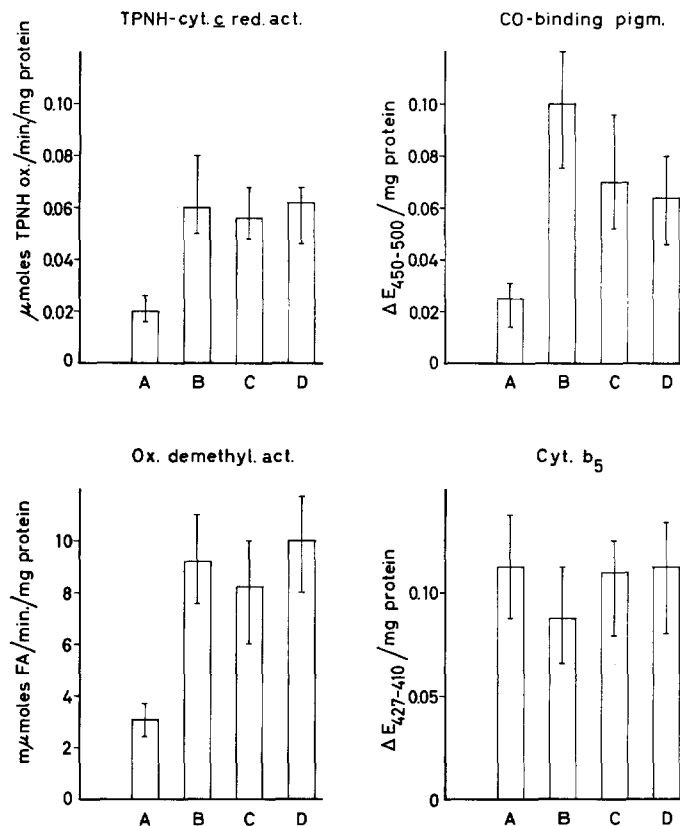 TPNH-cyt. c red. act.
μmoles TPNH ox./min./mg protein
0.10
0.08
0.06
0.04
0.02
0
A B C D
CO-binding pigm.
ΔE450-500/mg protein
0.10
0.08
0.06
0.04
0.02
0
A B C D
Ox. demethyl. act.
mμmoles FA/min./mg protein
10
8
6
4
2
0
A B C D
Cyt. b5
ΔE427-410/mg protein
0.10
0.05
0
A B C D